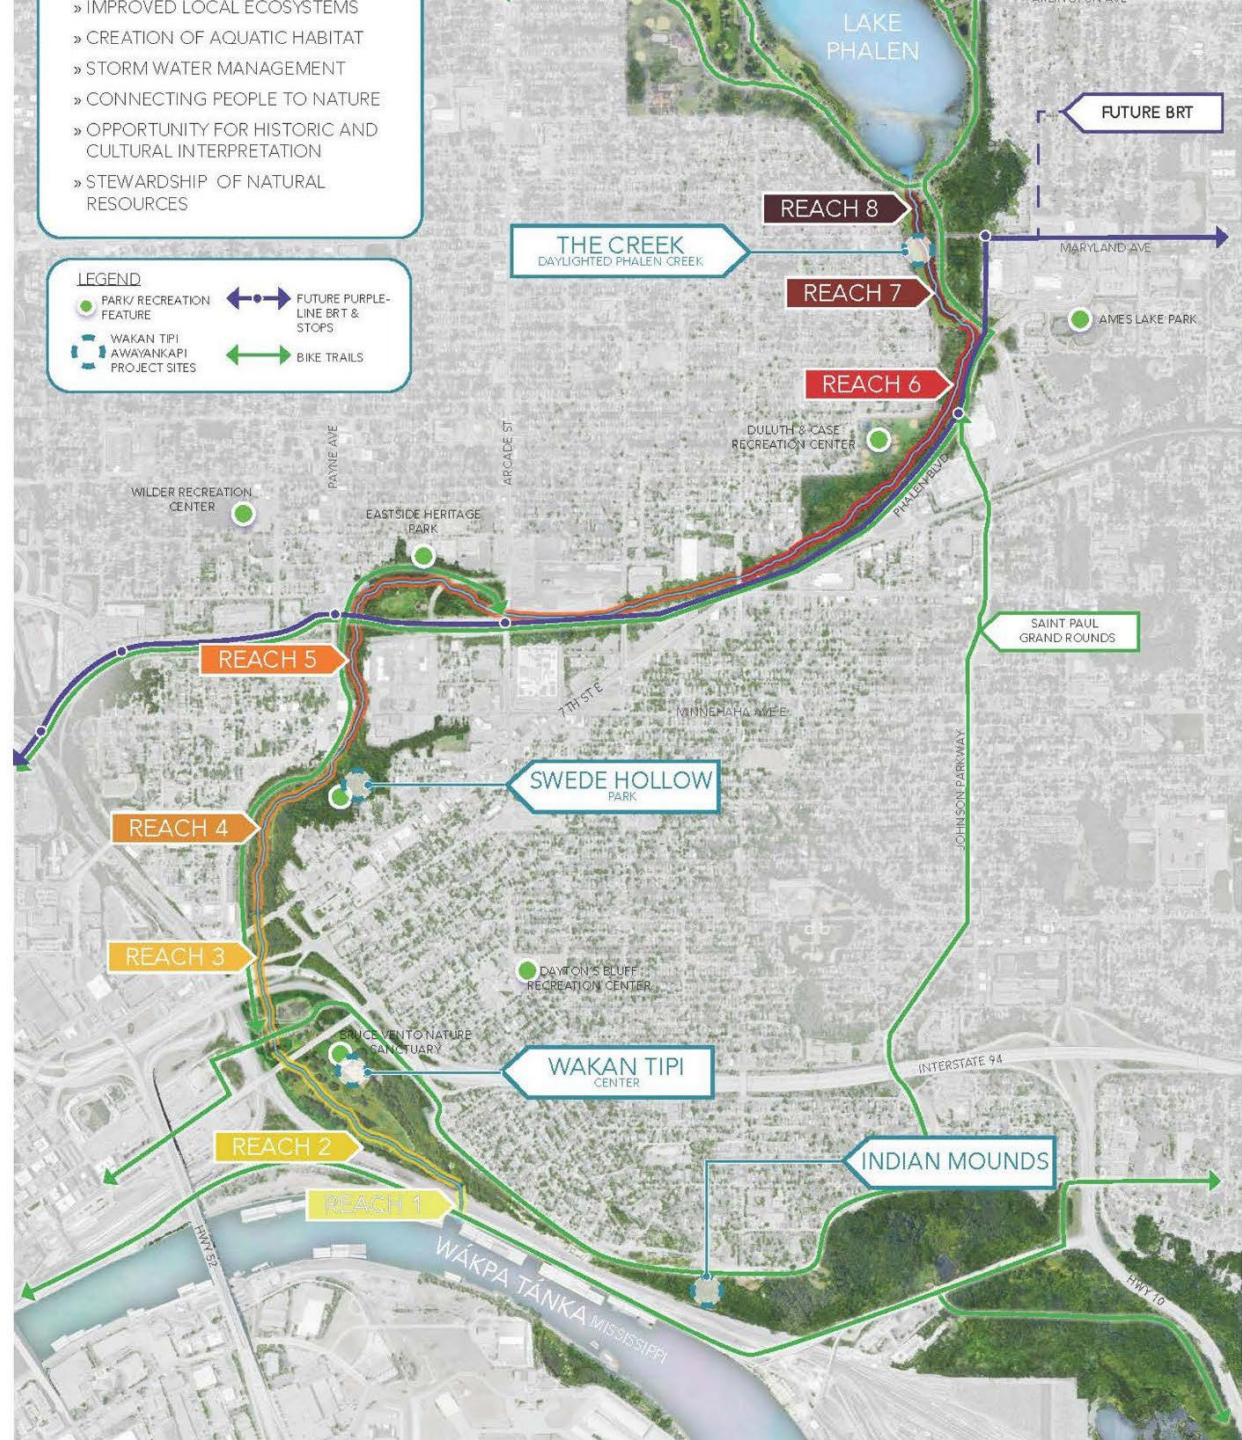 » IMPROVED LOCAL ECOSYSTEMS
» CREATION OF AQUATIC HABITAT
» STORM WATER MANAGEMENT
» CONNECTING PEOPLE TO NATURE
» OPPORTUNITY FOR HISTORIC AND
CULTURAL INTERPRETATION
» STEWARDSHIP OF NATURAL
RESOURCES
LEGEND
PARK/ RECREATION
FEATURE
WAKAN TIPI
AWAYANKAPI
PROJECT SITES
FUTURE PURPLE-
LINE BRT &
STOPS
BIKE TRAILS
LAKE
PHALEN
FUTURE BRT
REACH 8
THE CREEK
DAYLIGHTED PHALEN CREEK
MARYLAND AVE
REACH 7
AMES LAKE PARK
REACH 6
DULUTH & CASE
RECREATION CENTER
PHALEN BLVD
PAYNE AVE
ARCADE ST
WILDER RECREATION
CENTER
EASTSIDE HERITAGE
PARK
SAINT PAUL
GRAND ROUNDS
REACH 5
7TH ST E
MINNEHAHA AVE E
JOHNSON PARKWAY
SWEDE HOLLOW
PARK
REACH 4
REACH 3
DAYTON'S BLUFF
RECREATION CENTER
BRUCE VENTO NATURE
SANCTUARY
WAKAN TIPI
CENTER
INTERSTATE 94
REACH 2
INDIAN MOUNDS
REACH 1
HWY 52
WÁKPA TÁNKA MISSISSIPPI
HWY 10